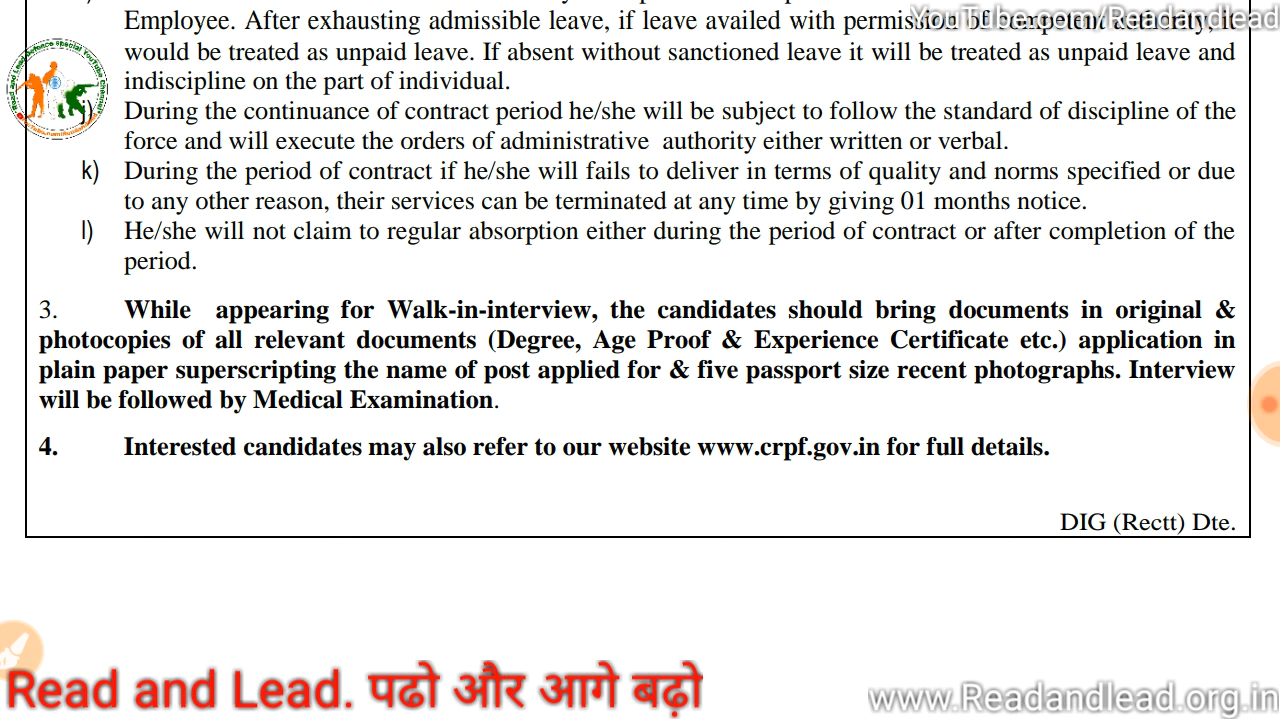 Employee. After exhausting admissible leave, if leave availed with permission of competent authority, it
YouTube.com/Readandlead
would be treated as unpaid leave. If absent without sanctioned leave it will be treated as unpaid leave and
indiscipline on the part of individual.
j) During the continuance of contract period he/she will be subject to follow the standard of discipline of the
force and will execute the orders of administrative authority either written or verbal.
k) During the period of contract if he/she will fails to deliver in terms of quality and norms specified or due
to any other reason, their services can be terminated at any time by giving 01 months notice.
l) He/she will not claim to regular absorption either during the period of contract or after completion of the
period.
3. While appearing for Walk-in-interview, the candidates should bring documents in original &
photocopies of all relevant documents (Degree, Age Proof & Experience Certificate etc.) application in
plain paper superscripting the name of post applied for & five passport size recent photographs. Interview
will be followed by Medical Examination.
4. Interested candidates may also refer to our website www.crpf.gov.in for full details.
DIG (Rectt) Dte.
Read and Lead. पढो और आगे बढ़ो
www.Readandlead.org.in